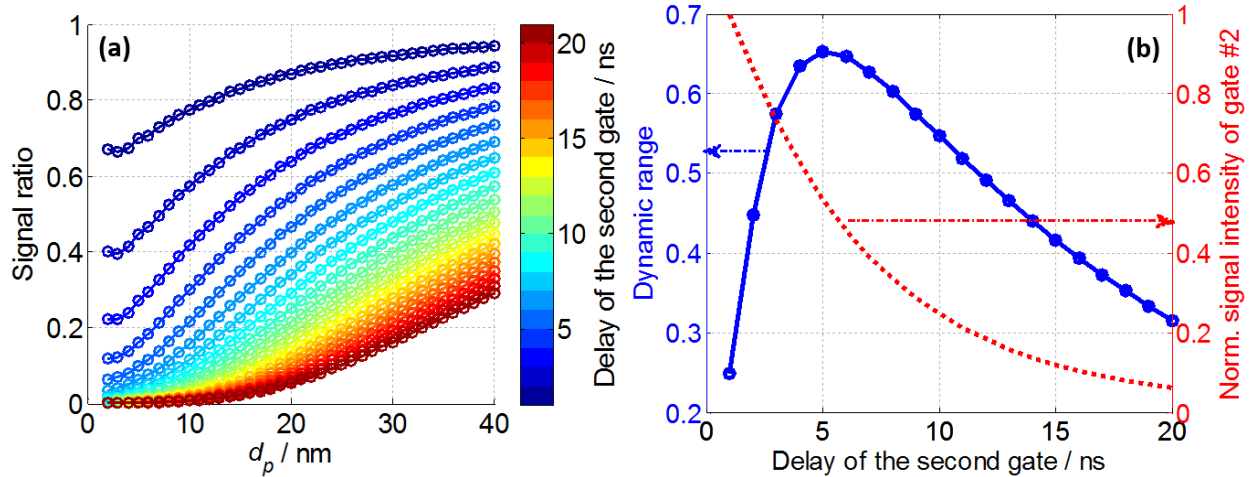 (a)
Signal ratio
1
0.8
0.6
0.4
0.2
0
0 10 20 30 40
d_p / nm
20
15
10
5
Delay of the second gate / ns
(b)
Dynamic range
0.7
0.6
0.5
0.4
0.3
0.2
0 5 10 15 20
Delay of the second gate / ns
1
0.8
0.6
0.4
0.2
0
Norm. signal intensity of gate #2